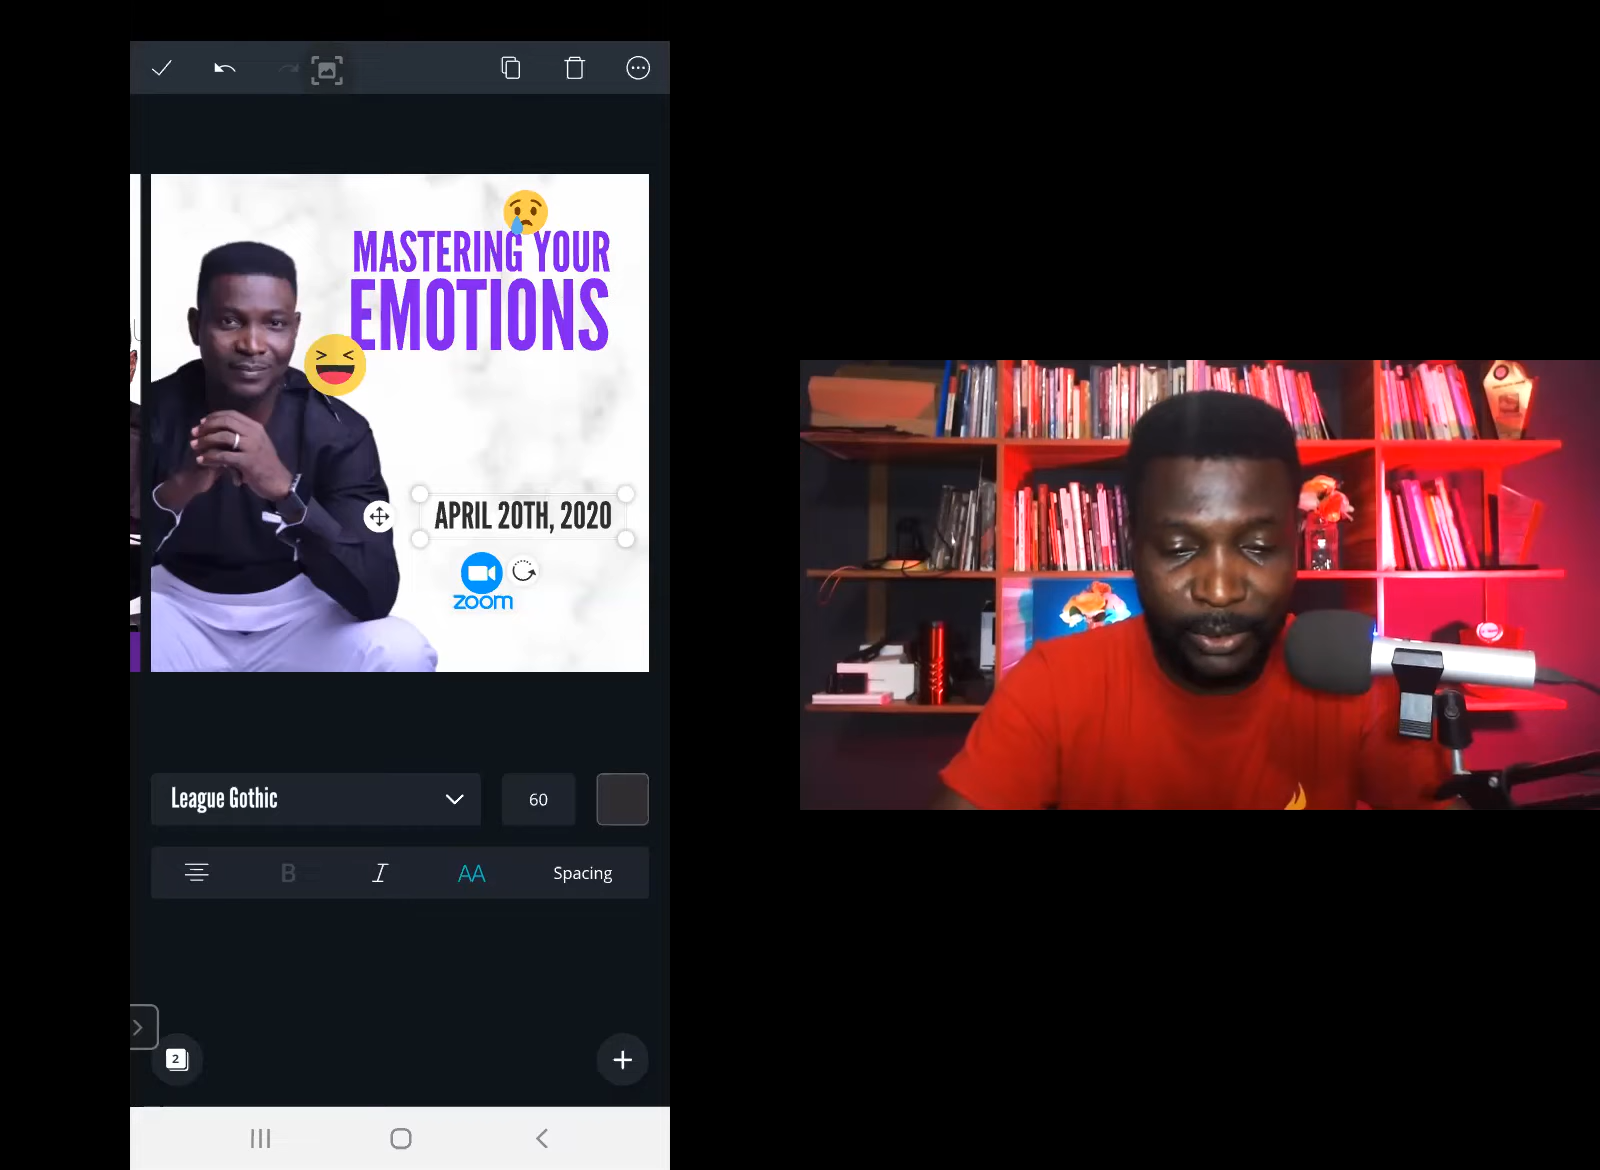 MASTERING YOUR
EMOTIONS
APRIL 20TH, 2020
zoom
League Gothic
60
B
I
AA
Spacing
2